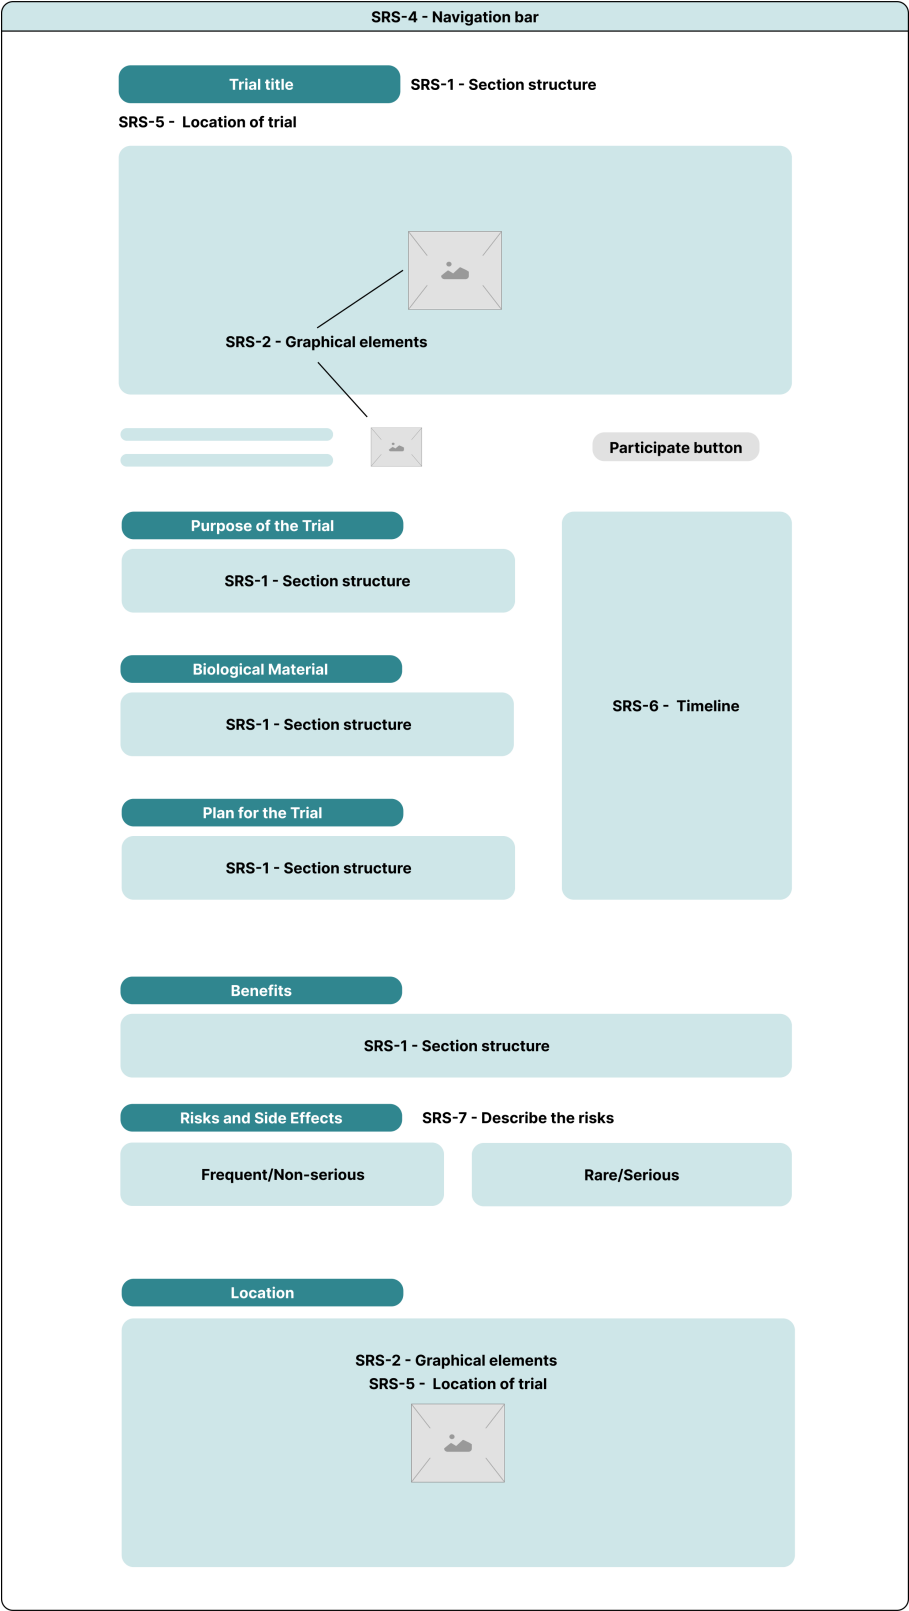 SRS-4 - Navigation bar
Trial title
SRS-1 - Section structure
SRS-5 - Location of trial
SRS-2 - Graphical elements
Participate button
Purpose of the Trial
SRS-1 - Section structure
Biological Material
SRS-1 - Section structure
Plan for the Trial
SRS-1 - Section structure
SRS-6 - Timeline
Benefits
SRS-1 - Section structure
Risks and Side Effects
SRS-7 - Describe the risks
Frequent/Non-serious
Rare/Serious
Location
SRS-2 - Graphical elements
SRS-5 - Location of trial